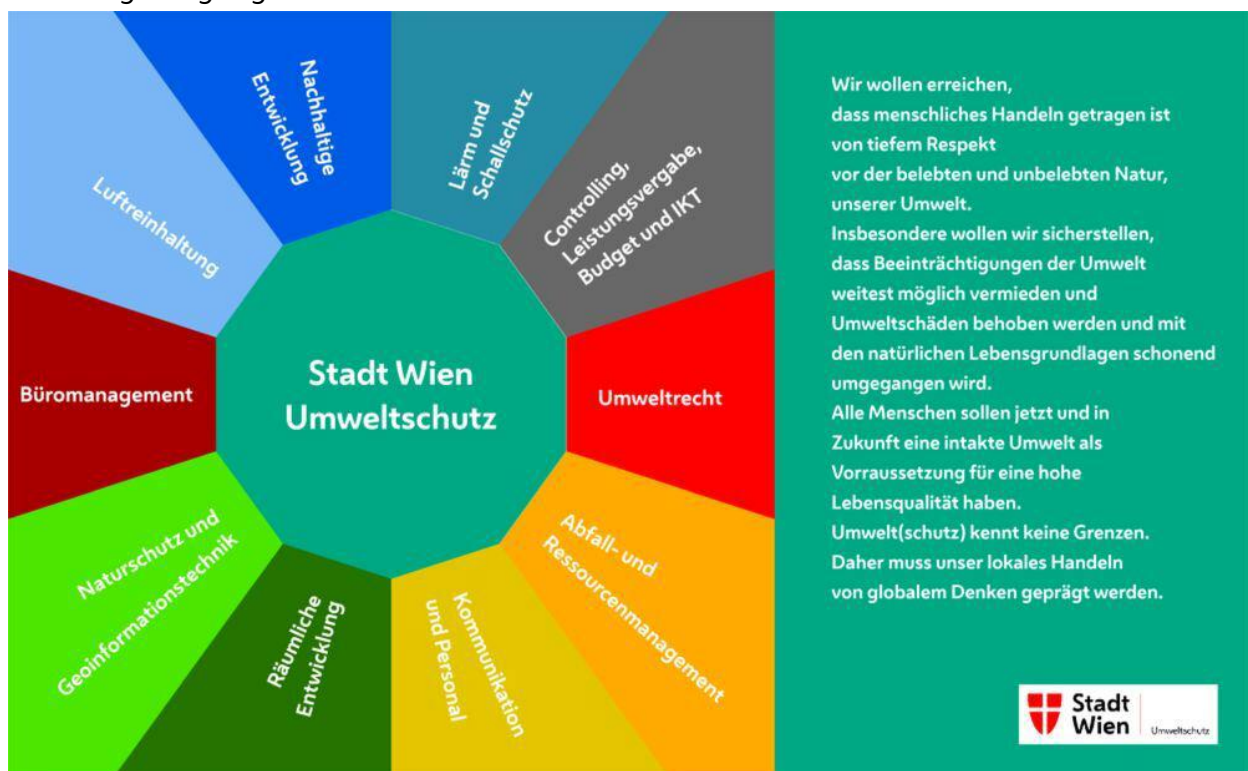 Nachhaltige
Entwicklung
Lärm und
Schallschutz
Controlling,
Leistungsvergabe,
Budget und IKT
Luftreinhaltung
Büromanagement
Stadt Wien
Umweltschutz
Umweltrecht
Naturschutz und
Geoinformationstechnik
Räumliche
Entwicklung
Kommunikation
und Personal
Abfall- und
Ressourcenmanagement
Wir wollen erreichen,
dass menschliches Handeln getragen ist
von tiefem Respekt
vor der belebten und unbelebten Natur,
unserer Umwelt.
Insbesondere wollen wir sicherstellen,
dass Beeinträchtigungen der Umwelt
weitest möglich vermieden und
Umweltschäden behoben werden und mit
den natürlichen Lebensgrundlagen schonend
umgegangen wird.
Alle Menschen sollen jetzt und in
Zukunft eine intakte Umwelt als
Vorraussetzung für eine hohe
Lebensqualität haben.
Umwelt(schutz) kennt keine Grenzen.
Daher muss unser lokales Handeln
von globalem Denken geprägt werden.
Stadt
Wien
Umweltschutz